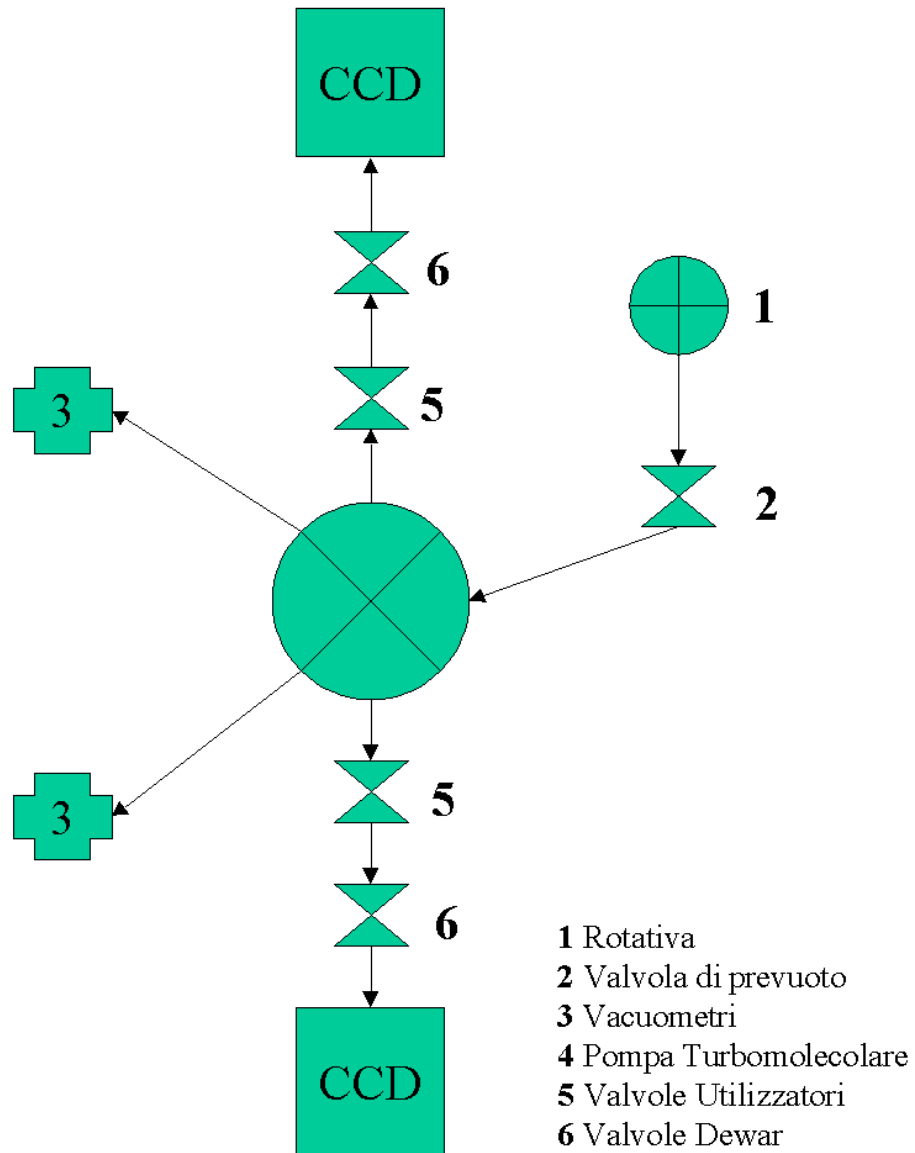 CCD
6
1
3
5
2
5
3
6
1 Rotativa
2 Valvola di prevuoto
3 Vacuometri
4 Pompa Turbomolecolare
5 Valvole Utilizzatori
6 Valvole Dewar
CCD